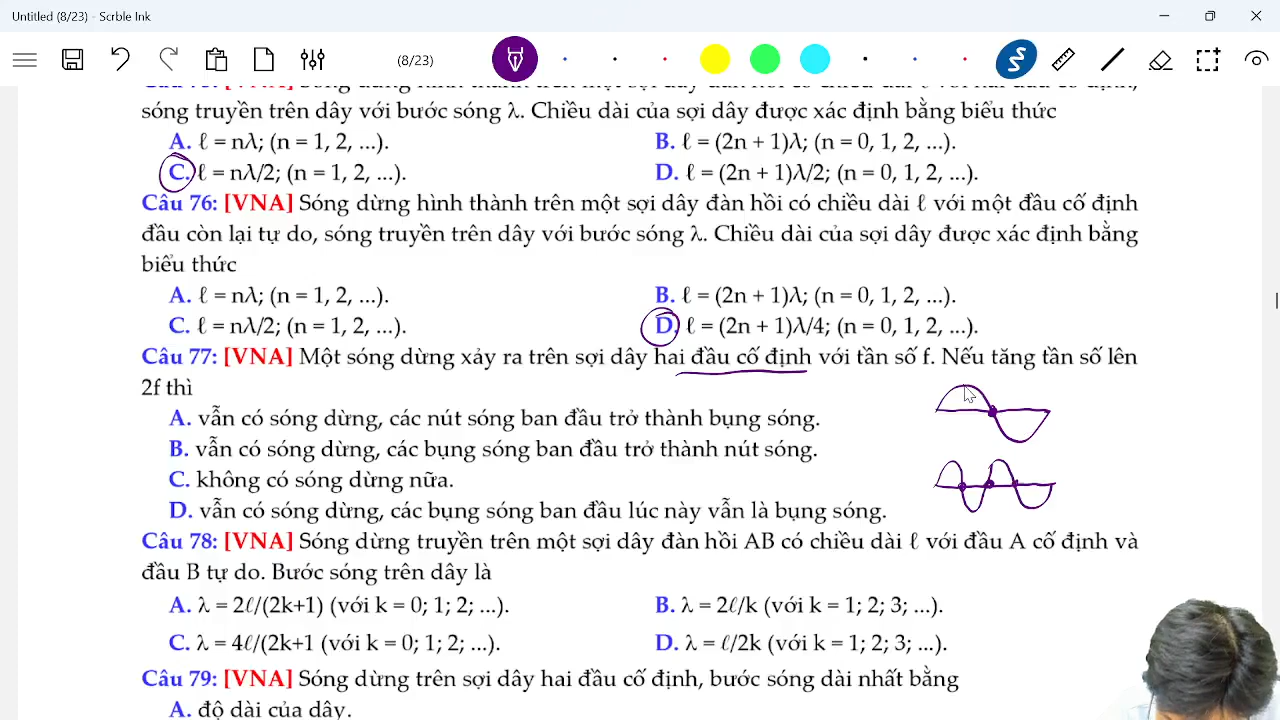 Untitled (8/23) - Scrble Ink
(8/23)
sóng truyền trên dây với bước sóng λ. Chiều dài của sợi dây được xác định bằng biểu thức
A. ℓ = nλ; (n = 1, 2, ...). B. ℓ = (2n + 1)λ; (n = 0, 1, 2, ...).
C. ℓ = nλ/2; (n = 1, 2, ...). D. ℓ = (2n + 1)λ/2; (n = 0, 1, 2, ...).
Câu 76: [VNA] Sóng dừng hình thành trên một sợi dây đàn hồi có chiều dài ℓ với một đầu cố định
đầu còn lại tự do, sóng truyền trên dây với bước sóng λ. Chiều dài của sợi dây được xác định bằng
biểu thức
A. ℓ = nλ; (n = 1, 2, ...). B. ℓ = (2n + 1)λ; (n = 0, 1, 2, ...).
C. ℓ = nλ/2; (n = 1, 2, ...). D. ℓ = (2n + 1)λ/4; (n = 0, 1, 2, ...).
Câu 77: [VNA] Một sóng dừng xảy ra trên sợi dây hai đầu cố định với tần số f. Nếu tăng tần số lên
2f thì
A. vẫn có sóng dừng, các nút sóng ban đầu trở thành bụng sóng.
B. vẫn có sóng dừng, các bụng sóng ban đầu trở thành nút sóng.
C. không có sóng dừng nữa.
D. vẫn có sóng dừng, các bụng sóng ban đầu lúc này vẫn là bụng sóng.
Câu 78: [VNA] Sóng dừng truyền trên một sợi dây đàn hồi AB có chiều dài ℓ với đầu A cố định và
đầu B tự do. Bước sóng trên dây là
A. λ = 2ℓ/(2k+1) (với k = 0; 1; 2; ...). B. λ = 2ℓ/k (với k = 1; 2; 3; ...).
C. λ = 4ℓ/(2k+1 (với k = 0; 1; 2; ...). D. λ = ℓ/2k (với k = 1; 2; 3; ...).
Câu 79: [VNA] Sóng dừng trên sợi dây hai đầu cố định, bước sóng dài nhất bằng
A. độ dài của dây.